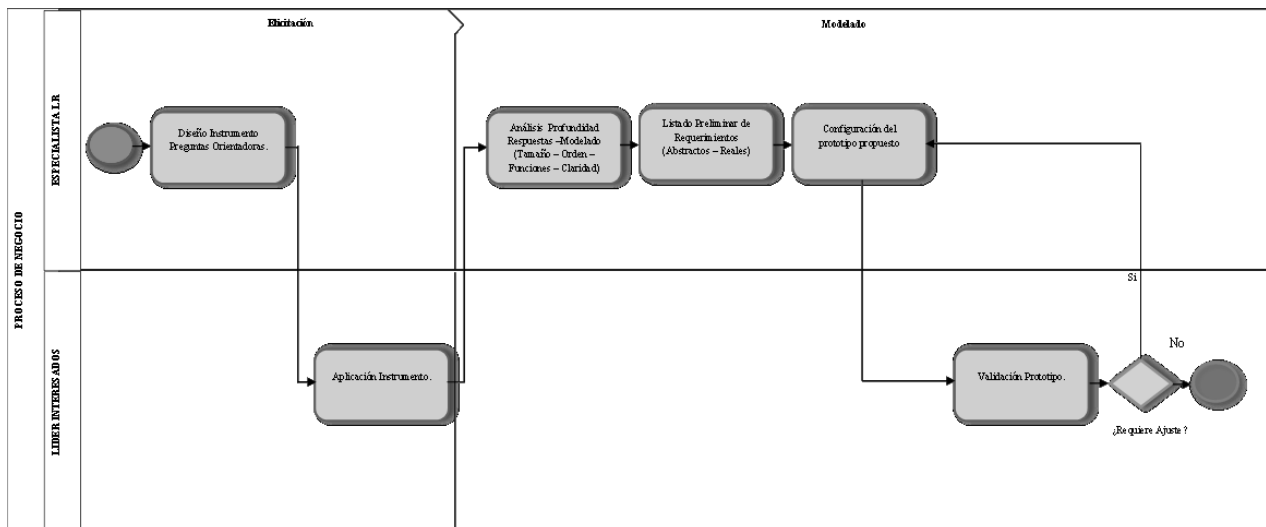 Elicitación
Modelado
PROCESO DE NEGOCIO
ESPECIALISTA I.R
Diseño Instrumento
Preguntas Orientadoras.
Análisis Profundidad
Respuestas –Modelado
(Tamaño – Orden –
Funciones – Claridad)
Listado Preliminar de
Requerimientos
(Abstractos – Reales)
Configuración del
prototipo propuesto
LIDER INTERESADOS
Aplicación Instrumento.
Validación Prototipo.
Si
No
¿Requiere Ajuste ?